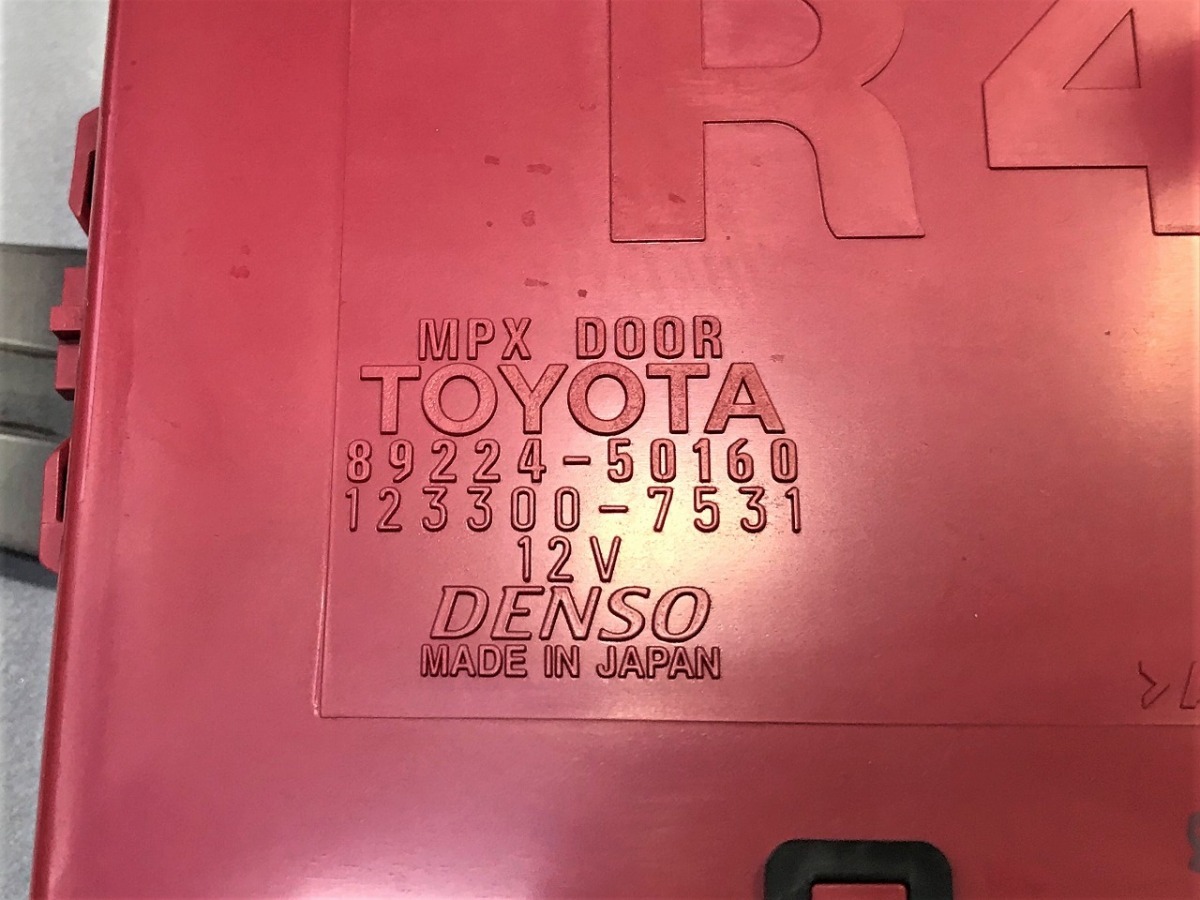 R4
MPX DOOR
TOYOTA
89224-50160
123300-7531
12V
DENSO
MADE IN JAPAN